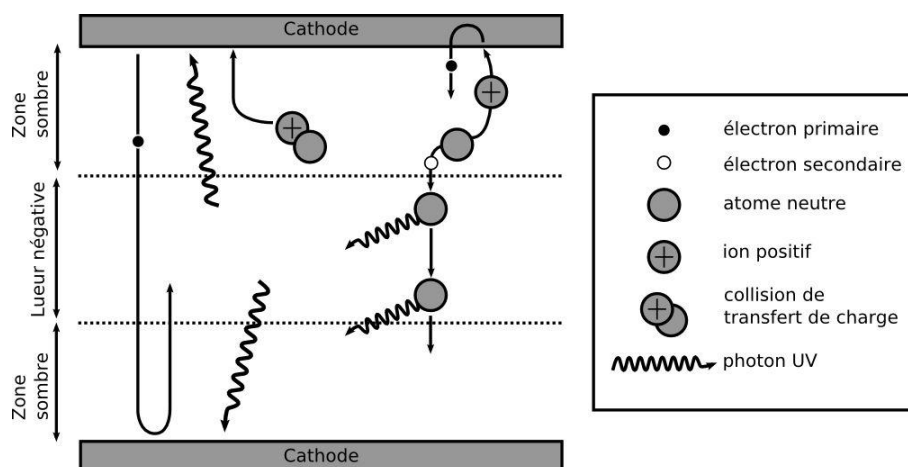 Cathode
Zone
sombre
Lueur négative
Zone
sombre
Cathode
électron primaire
électron secondaire
atome neutre
ion positif
collision de
transfert de charge
photon UV